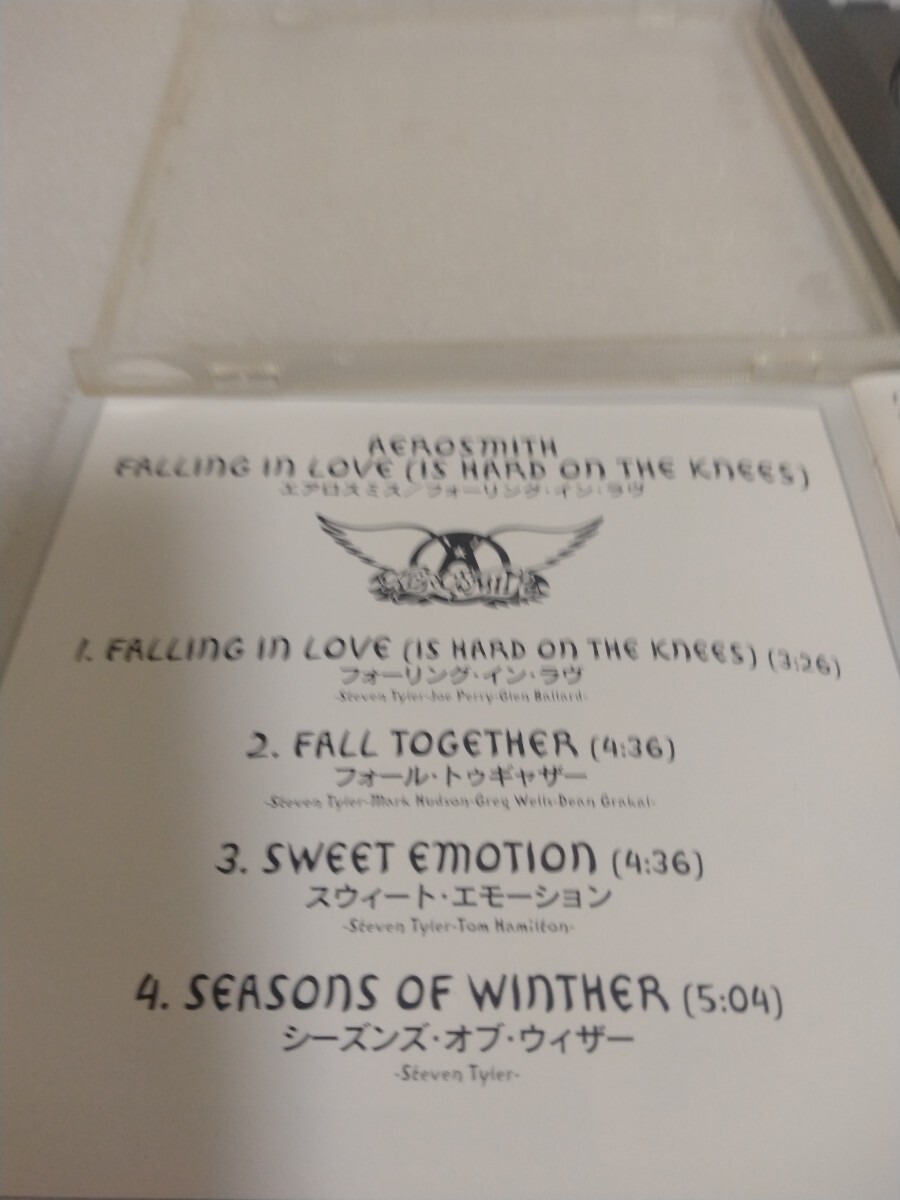 AEROSMITH
FALLING IN LOVE (IS HARD ON THE KNEES)
エアロスミス／フォーリング・イン・ラヴ
AEROSMITH
1. FALLING IN LOVE (IS HARD ON THE KNEES) (3:26)
フォーリング・イン・ラヴ
-Steven Tyler-Joe Perry-Glen Ballard-
2. FALL TOGETHER (4:36)
フォール・トゥギャザー
-Steven Tyler-Mark Hudson-Greg Wells-Dean Grakal-
3. SWEET EMOTION (4:36)
スウィート・エモーション
-Steven Tyler-Tom Hamilton-
4. SEASONS OF WINTHER (5:04)
シーズンズ・オブ・ウィザー
-Steven Tyler-